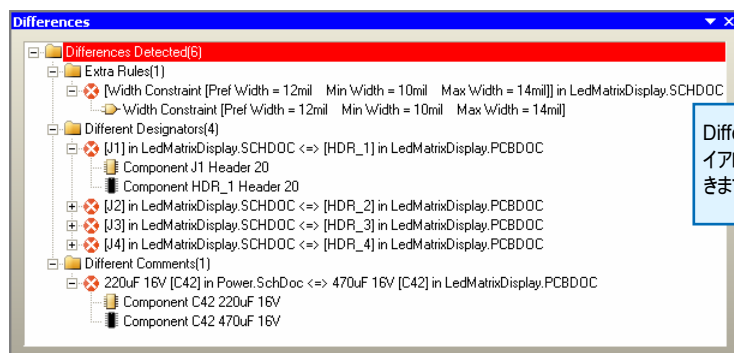 Differences
Differences Detected(6)
Extra Rules(1)
[Width Constraint [Pref Width = 12mil Min Width = 10mil Max Width = 14mil]] in LedMatrixDisplay.SCHDOC
Width Constraint [Pref Width = 12mil Min Width = 10mil Max Width = 14mil]
Different Designators(4)
[J1] in LedMatrixDisplay.SCHDOC <=> [HDR_1] in LedMatrixDisplay.PCBDOC
Component J1 Header 20
Component HDR_1 Header 20
[J2] in LedMatrixDisplay.SCHDOC <=> [HDR_2] in LedMatrixDisplay.PCBDOC
[J3] in LedMatrixDisplay.SCHDOC <=> [HDR_3] in LedMatrixDisplay.PCBDOC
[J4] in LedMatrixDisplay.SCHDOC <=> [HDR_4] in LedMatrixDisplay.PCBDOC
Different Comments(1)
220uF 16V [C42] in Power.SchDoc <=> 470uF 16V [C42] in LedMatrixDisplay.PCBDOC
Component C42 220uF 16V
Component C42 470uF 16V
Diffe
イア
きま